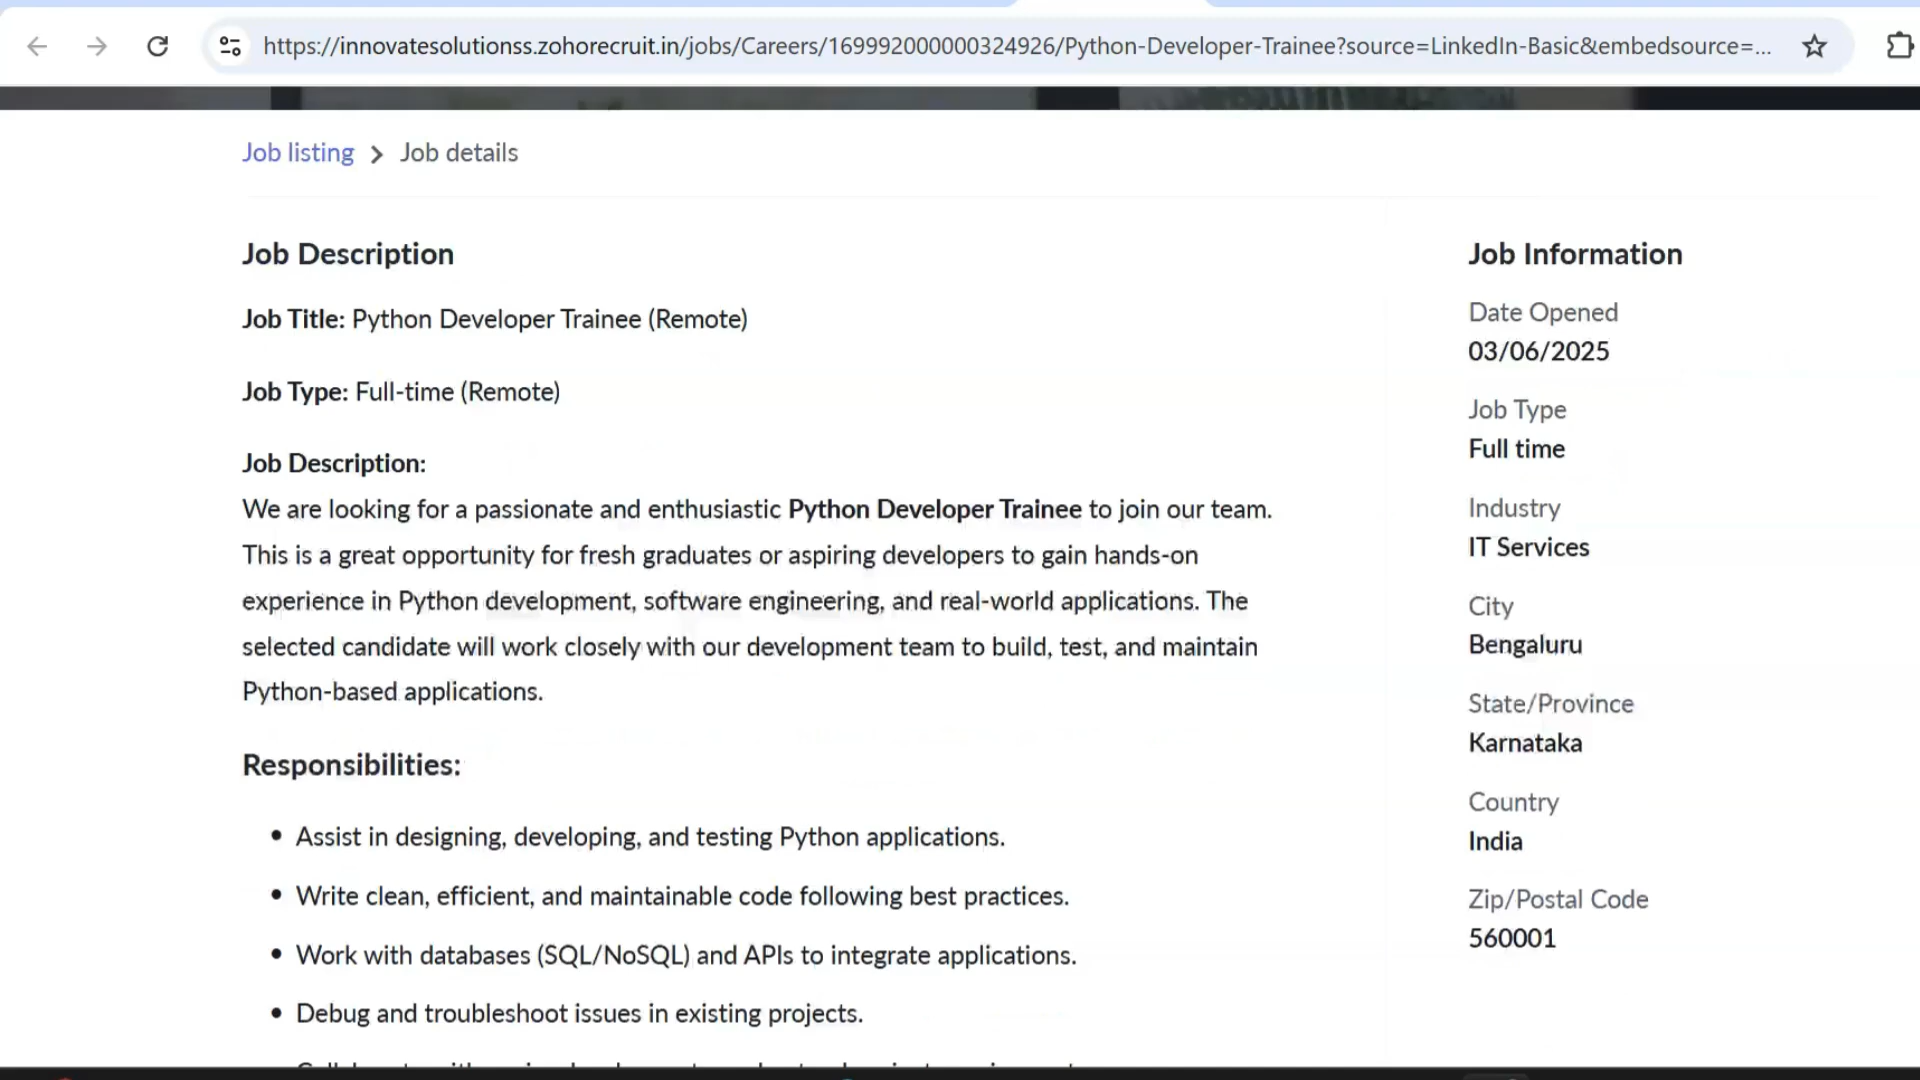 https://innovatesolutionss.zohorecruit.in/jobs/Careers/169992000000324926/Python-Developer-Trainee?source=LinkedIn-Basic&embedsource=...
Job listing > Job details
Job Description
Job Title: Python Developer Trainee (Remote)
Job Type: Full-time (Remote)
Job Description:
We are looking for a passionate and enthusiastic Python Developer Trainee to join our team.
This is a great opportunity for fresh graduates or aspiring developers to gain hands-on
experience in Python development, software engineering, and real-world applications. The
selected candidate will work closely with our development team to build, test, and maintain
Python-based applications.
Responsibilities:
• Assist in designing, developing, and testing Python applications.
• Write clean, efficient, and maintainable code following best practices.
• Work with databases (SQL/NoSQL) and APIs to integrate applications.
• Debug and troubleshoot issues in existing projects.
Job Information
Date Opened
03/06/2025
Job Type
Full time
Industry
IT Services
City
Bengaluru
State/Province
Karnataka
Country
India
Zip/Postal Code
560001